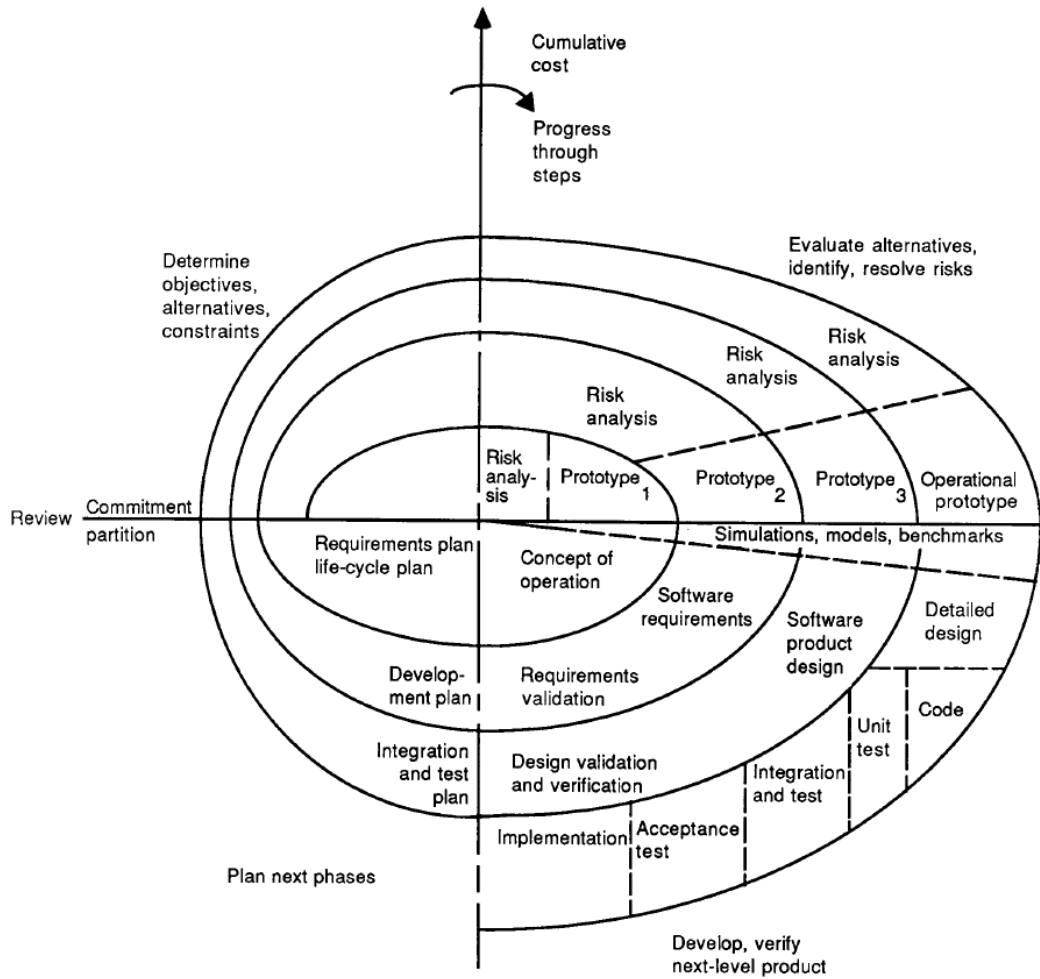 Cumulative
cost
Progress
through
steps
Determine
objectives,
alternatives,
constraints
Evaluate alternatives,
identify, resolve risks
Risk
analysis
Risk
analysis
Risk
analysis
Risk
analy-
sis
Prototype 1
Prototype 2
Prototype 3
Operational
prototype
Review
Commitment
partition
Simulations, models, benchmarks
Requirements plan
life-cycle plan
Concept of
operation
Software
requirements
Software
product
design
Detailed
design
Develop-
ment plan
Requirements
validation
Code
Unit
test
Integration
and test
plan
Design validation
and verification
Integration
and test
Acceptance
test
Implementation
Plan next phases
Develop, verify
next-level product